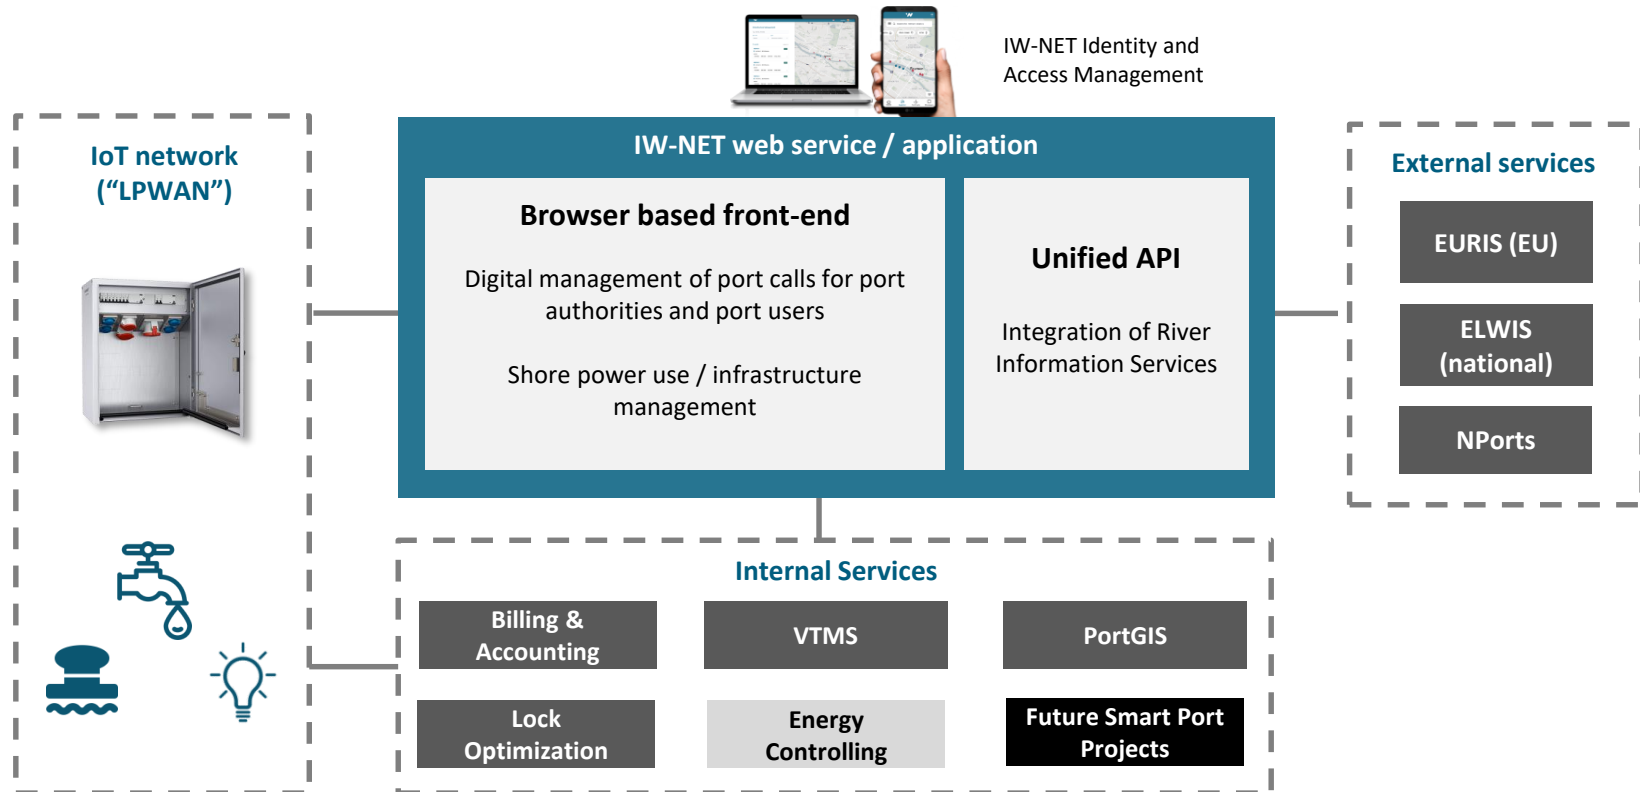 IW-NET Identity and
Access Management
IoT network
(“LPWAN”)
IW-NET web service / application
Browser based front-end
Digital management of port calls for port
authorities and port users
Shore power use / infrastructure
management
Unified API
Integration of River
Information Services
External services
EURIS (EU)
ELWIS
(national)
NPorts
Internal Services
Billing &
Accounting
VTMS
PortGIS
Lock
Optimization
Energy
Controlling
Future Smart Port
Projects